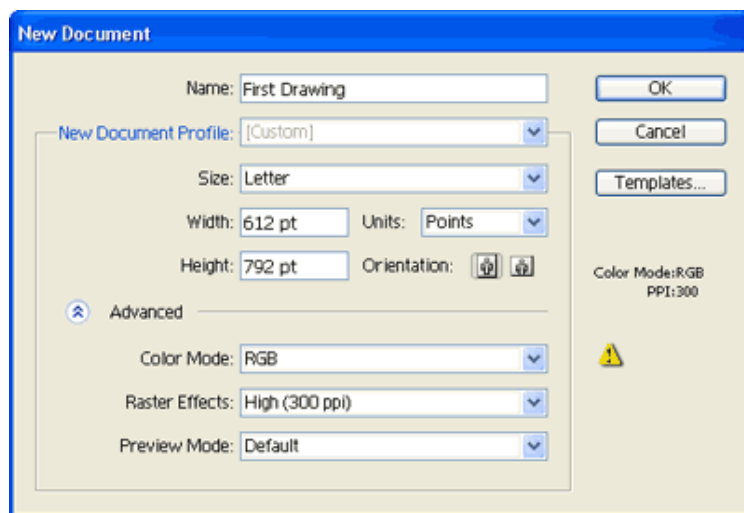 New Document
Name: First Drawing
OK
New Document Profile: [Custom]
Cancel
Size: Letter
Templates...
Width: 612 pt Units: Points
Height: 792 pt Orientation:
Color Mode:RGB
PPI:300
Advanced
Color Mode: RGB
Raster Effects: High (300 ppi)
Preview Mode: Default